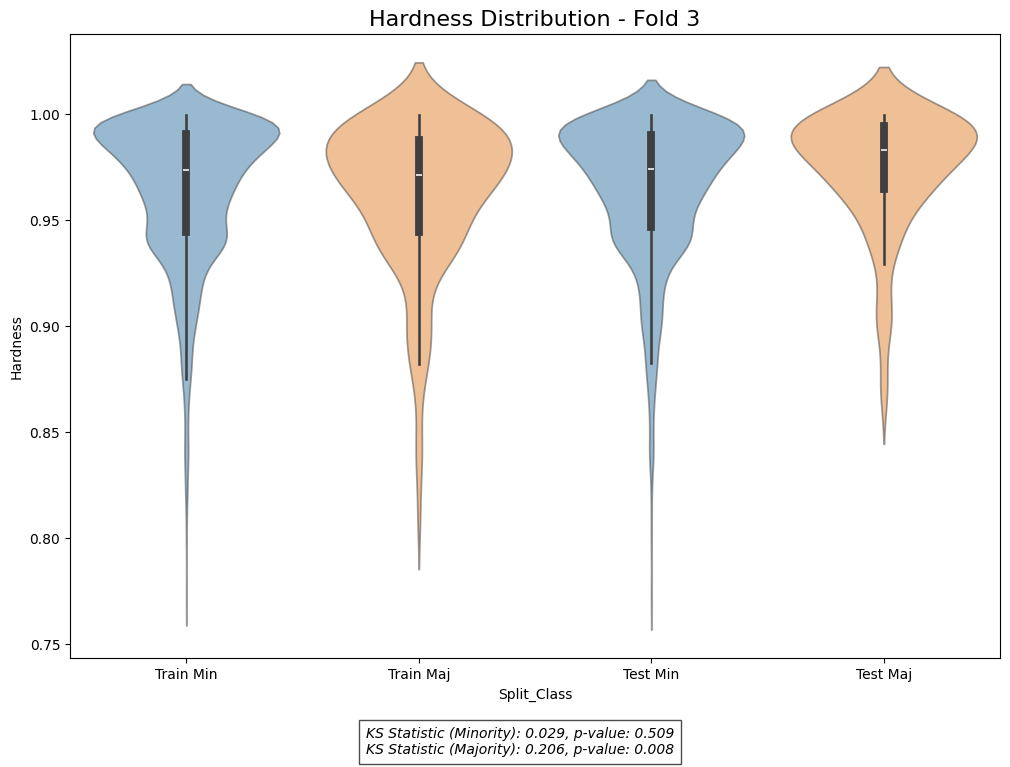 Hardness Distribution - Fold 3
1.00
0.95
0.90
0.85
0.80
0.75
Hardness
Train Min
Train Maj
Test Min
Test Maj
Split_Class
KS Statistic (Minority): 0.029, p-value: 0.509
KS Statistic (Majority): 0.206, p-value: 0.008